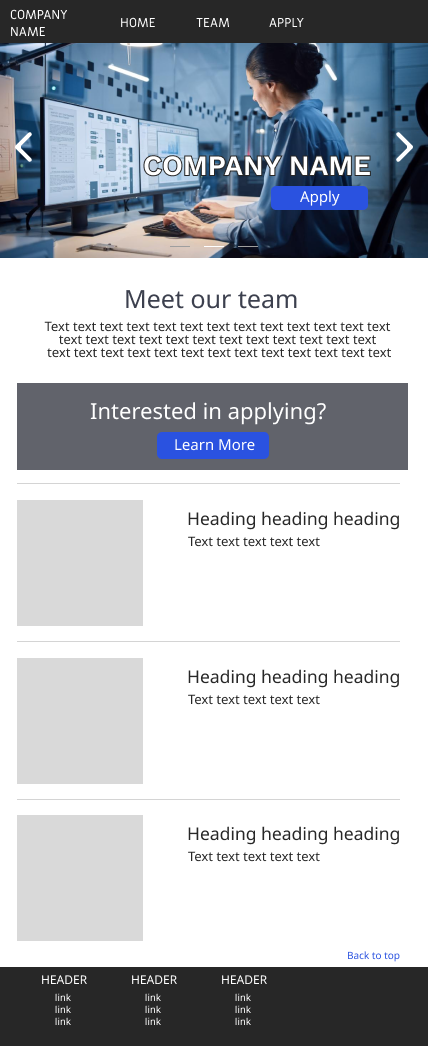 COMPANY
NAME
HOME
TEAM
APPLY
COMPANY NAME
Apply
Meet our team
Text text text text text text text text text text text text text
text text text text text text text text text text text text
text text text text text text text text text text text text text
Interested in applying?
Learn More
Heading heading heading
Text text text text text
Heading heading heading
Text text text text text
Heading heading heading
Text text text text text
Back to top
HEADER
link
link
link
HEADER
link
link
link
HEADER
link
link
link